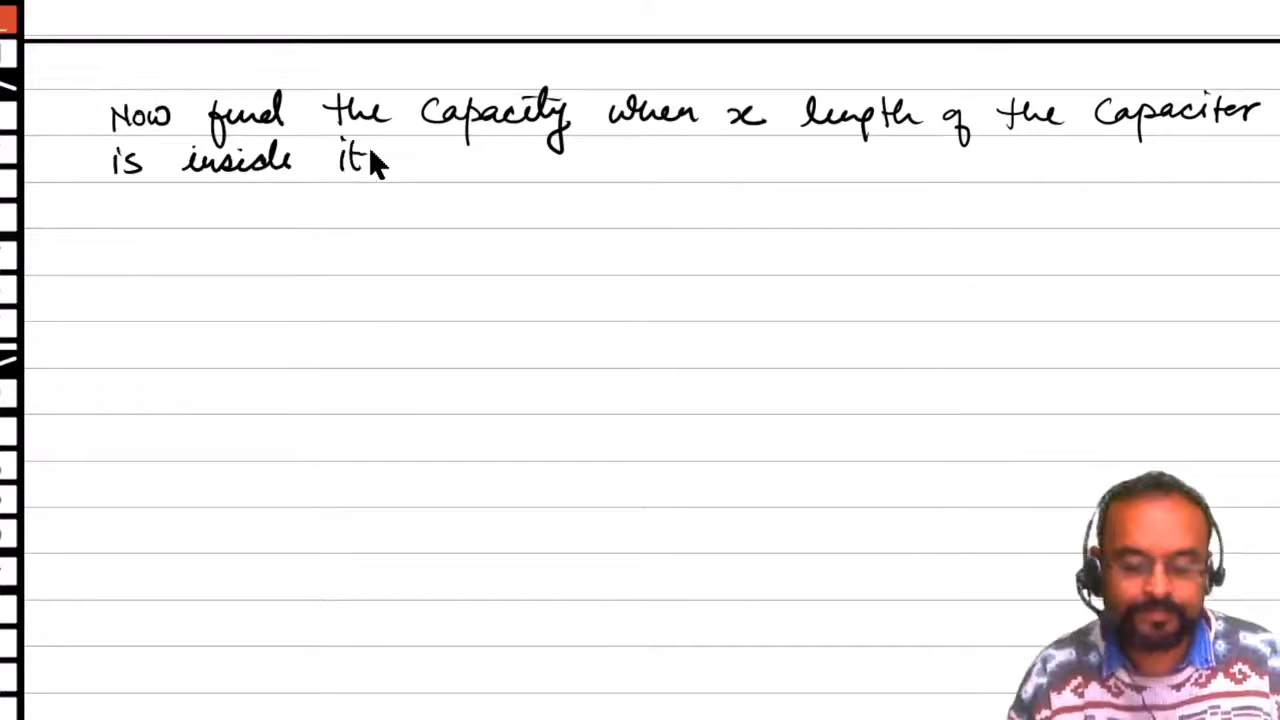 Now find the capacity when x length of the capacitor
is inside it